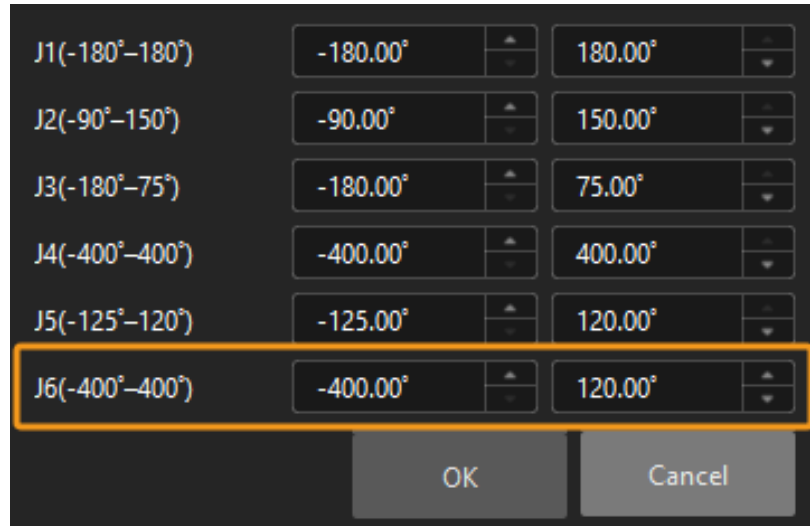 J1(-180°–180°) -180.00° 180.00°
J2(-90°–150°) -90.00° 150.00°
J3(-180°–75°) -180.00° 75.00°
J4(-400°–400°) -400.00° 400.00°
J5(-125°–120°) -125.00° 120.00°
J6(-400°–400°) -400.00° 120.00°
OK Cancel